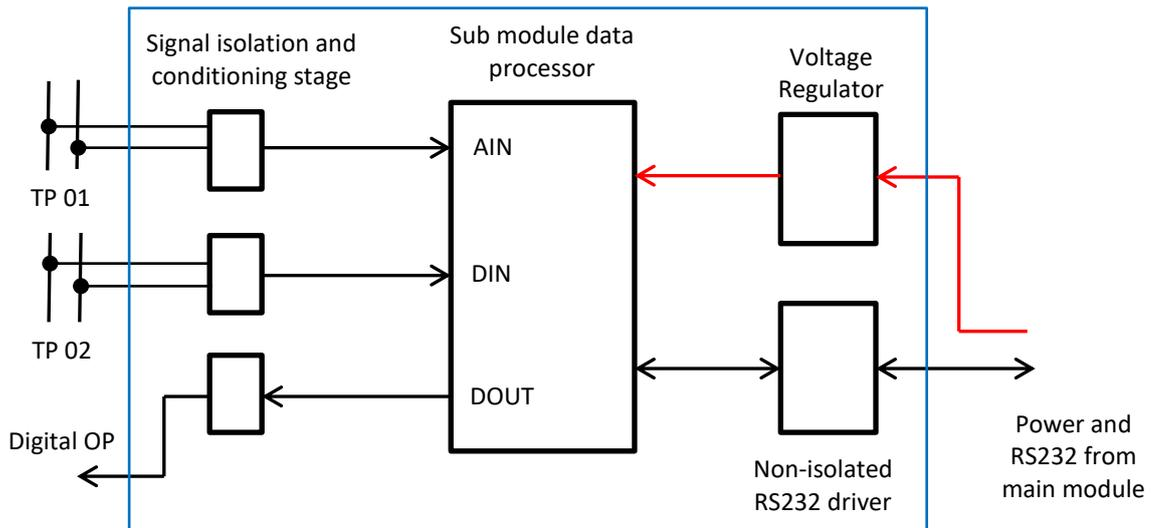 Signal isolation and
conditioning stage
Sub module data
processor
Voltage
Regulator
TP 01
AIN
TP 02
DIN
DOUT
Digital OP
Non-isolated
RS232 driver
Power and
RS232 from
main module